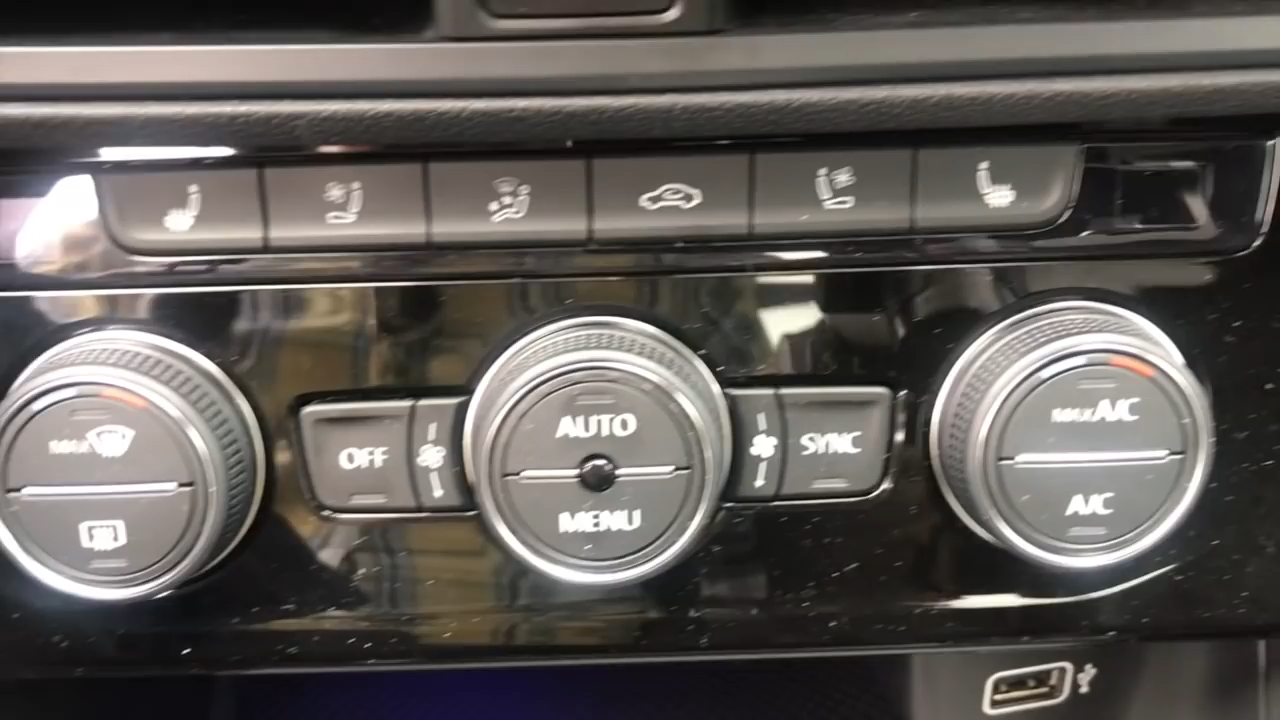 AUTO
OFF
SYNC
MENU
MAX A/C
A/C
MAX